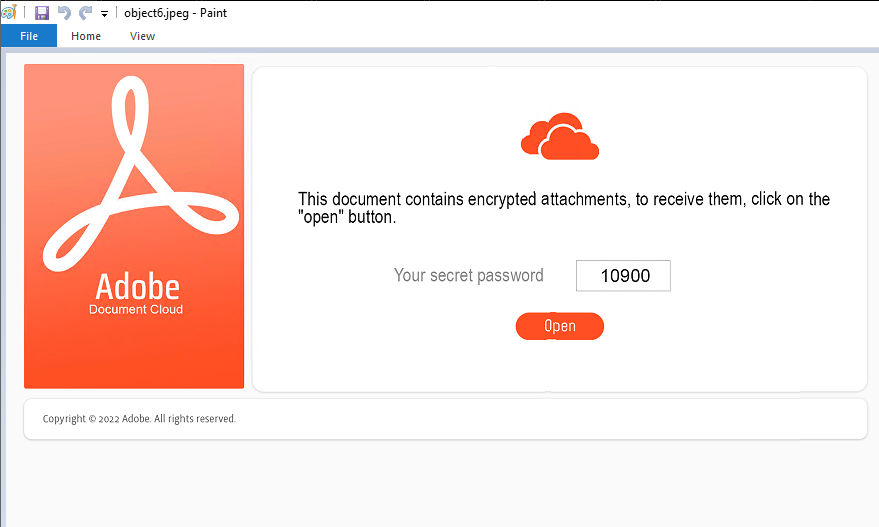 object6.jpeg - Paint
File Home View
This document contains encrypted attachments, to receive them, click on the
"open" button.
Your secret password 10900
Open
Adobe
Document Cloud
Copyright © 2022 Adobe. All rights reserved.